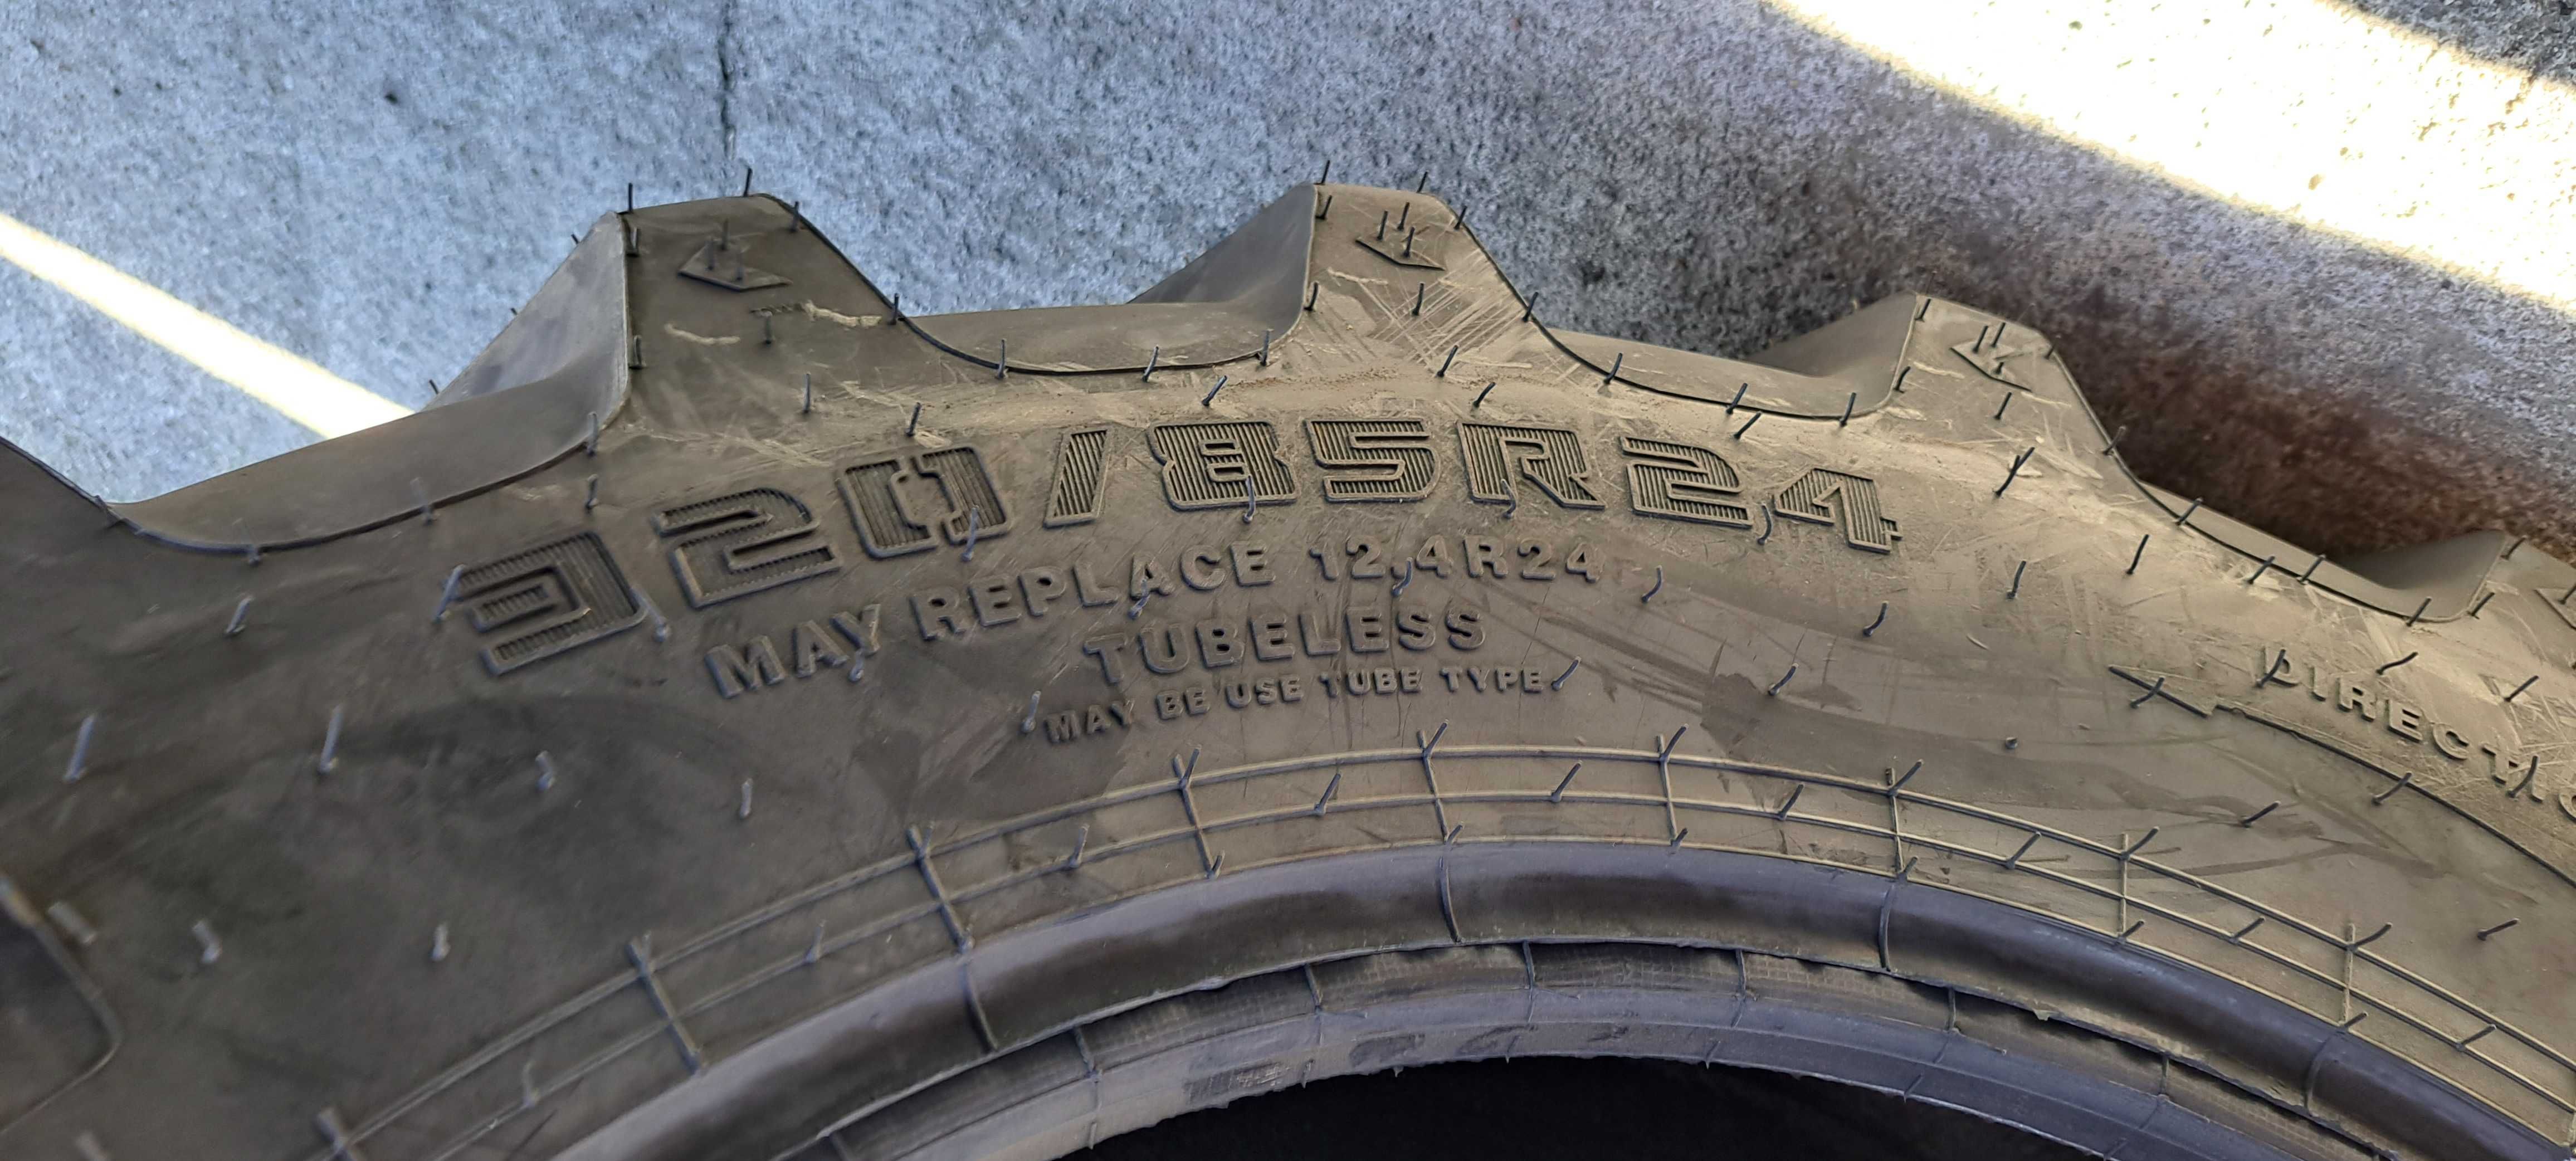 320/85R24
MAY REPLACE 12.4R24
TUBELESS
MAY BE USE TUBE TYPE